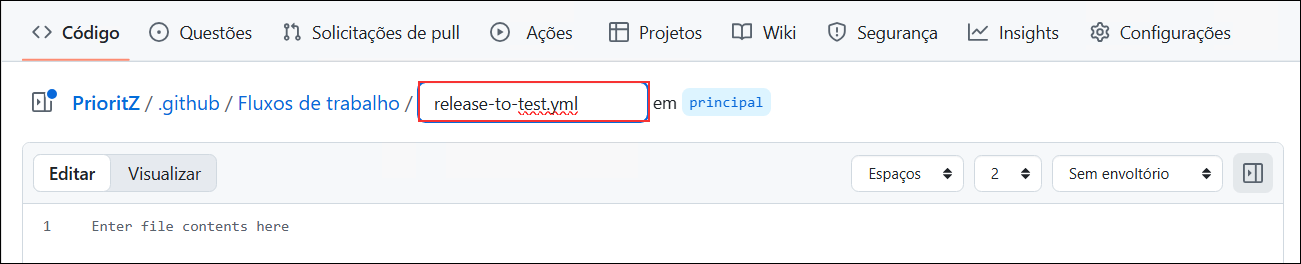 Código Questões Solicitações de pull Ações Projetos Wiki Segurança Insights Configurações
PrioritZ / .github / Fluxos de trabalho / release-to-test.yml em principal
Editar Visualizar Espaços 2 Sem envoltório
1 Enter file contents here